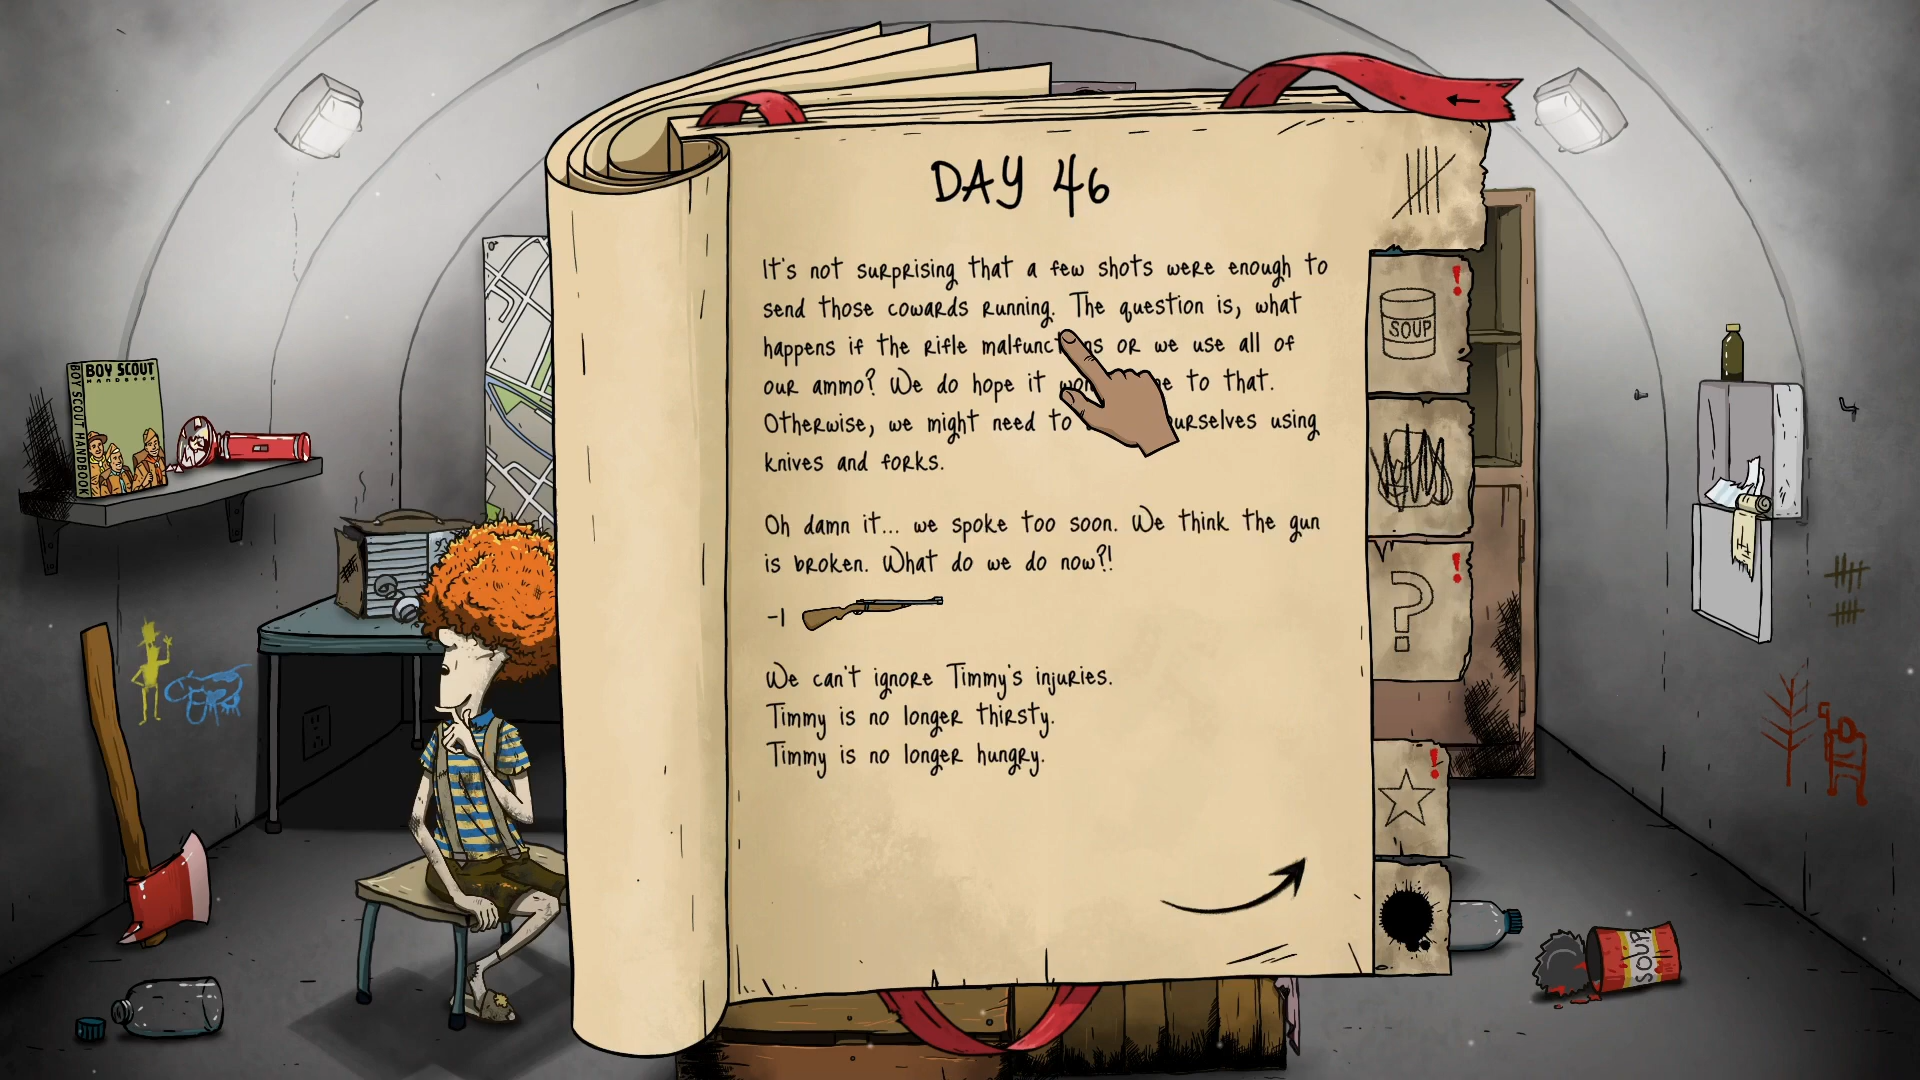 DAY 46
It's not surprising that a few shots were enough to
send those cowards running. The question is, what
happens if the rifle malfunc
or we use all of
our ammo? We do hope it
to that.
Otherwise, we might need to
ourselves using
knives and forks.
Oh damn it... we spoke too soon. We think the gun
is broken. What do we do now?!
-1
We can't ignore Timmy's injuries.
Timmy is no longer thirsty.
Timmy is no longer hungry.
SOUP
BOY SCOUT
HANDBOOK
BOY SCOUT HANDBOOK
SOUP